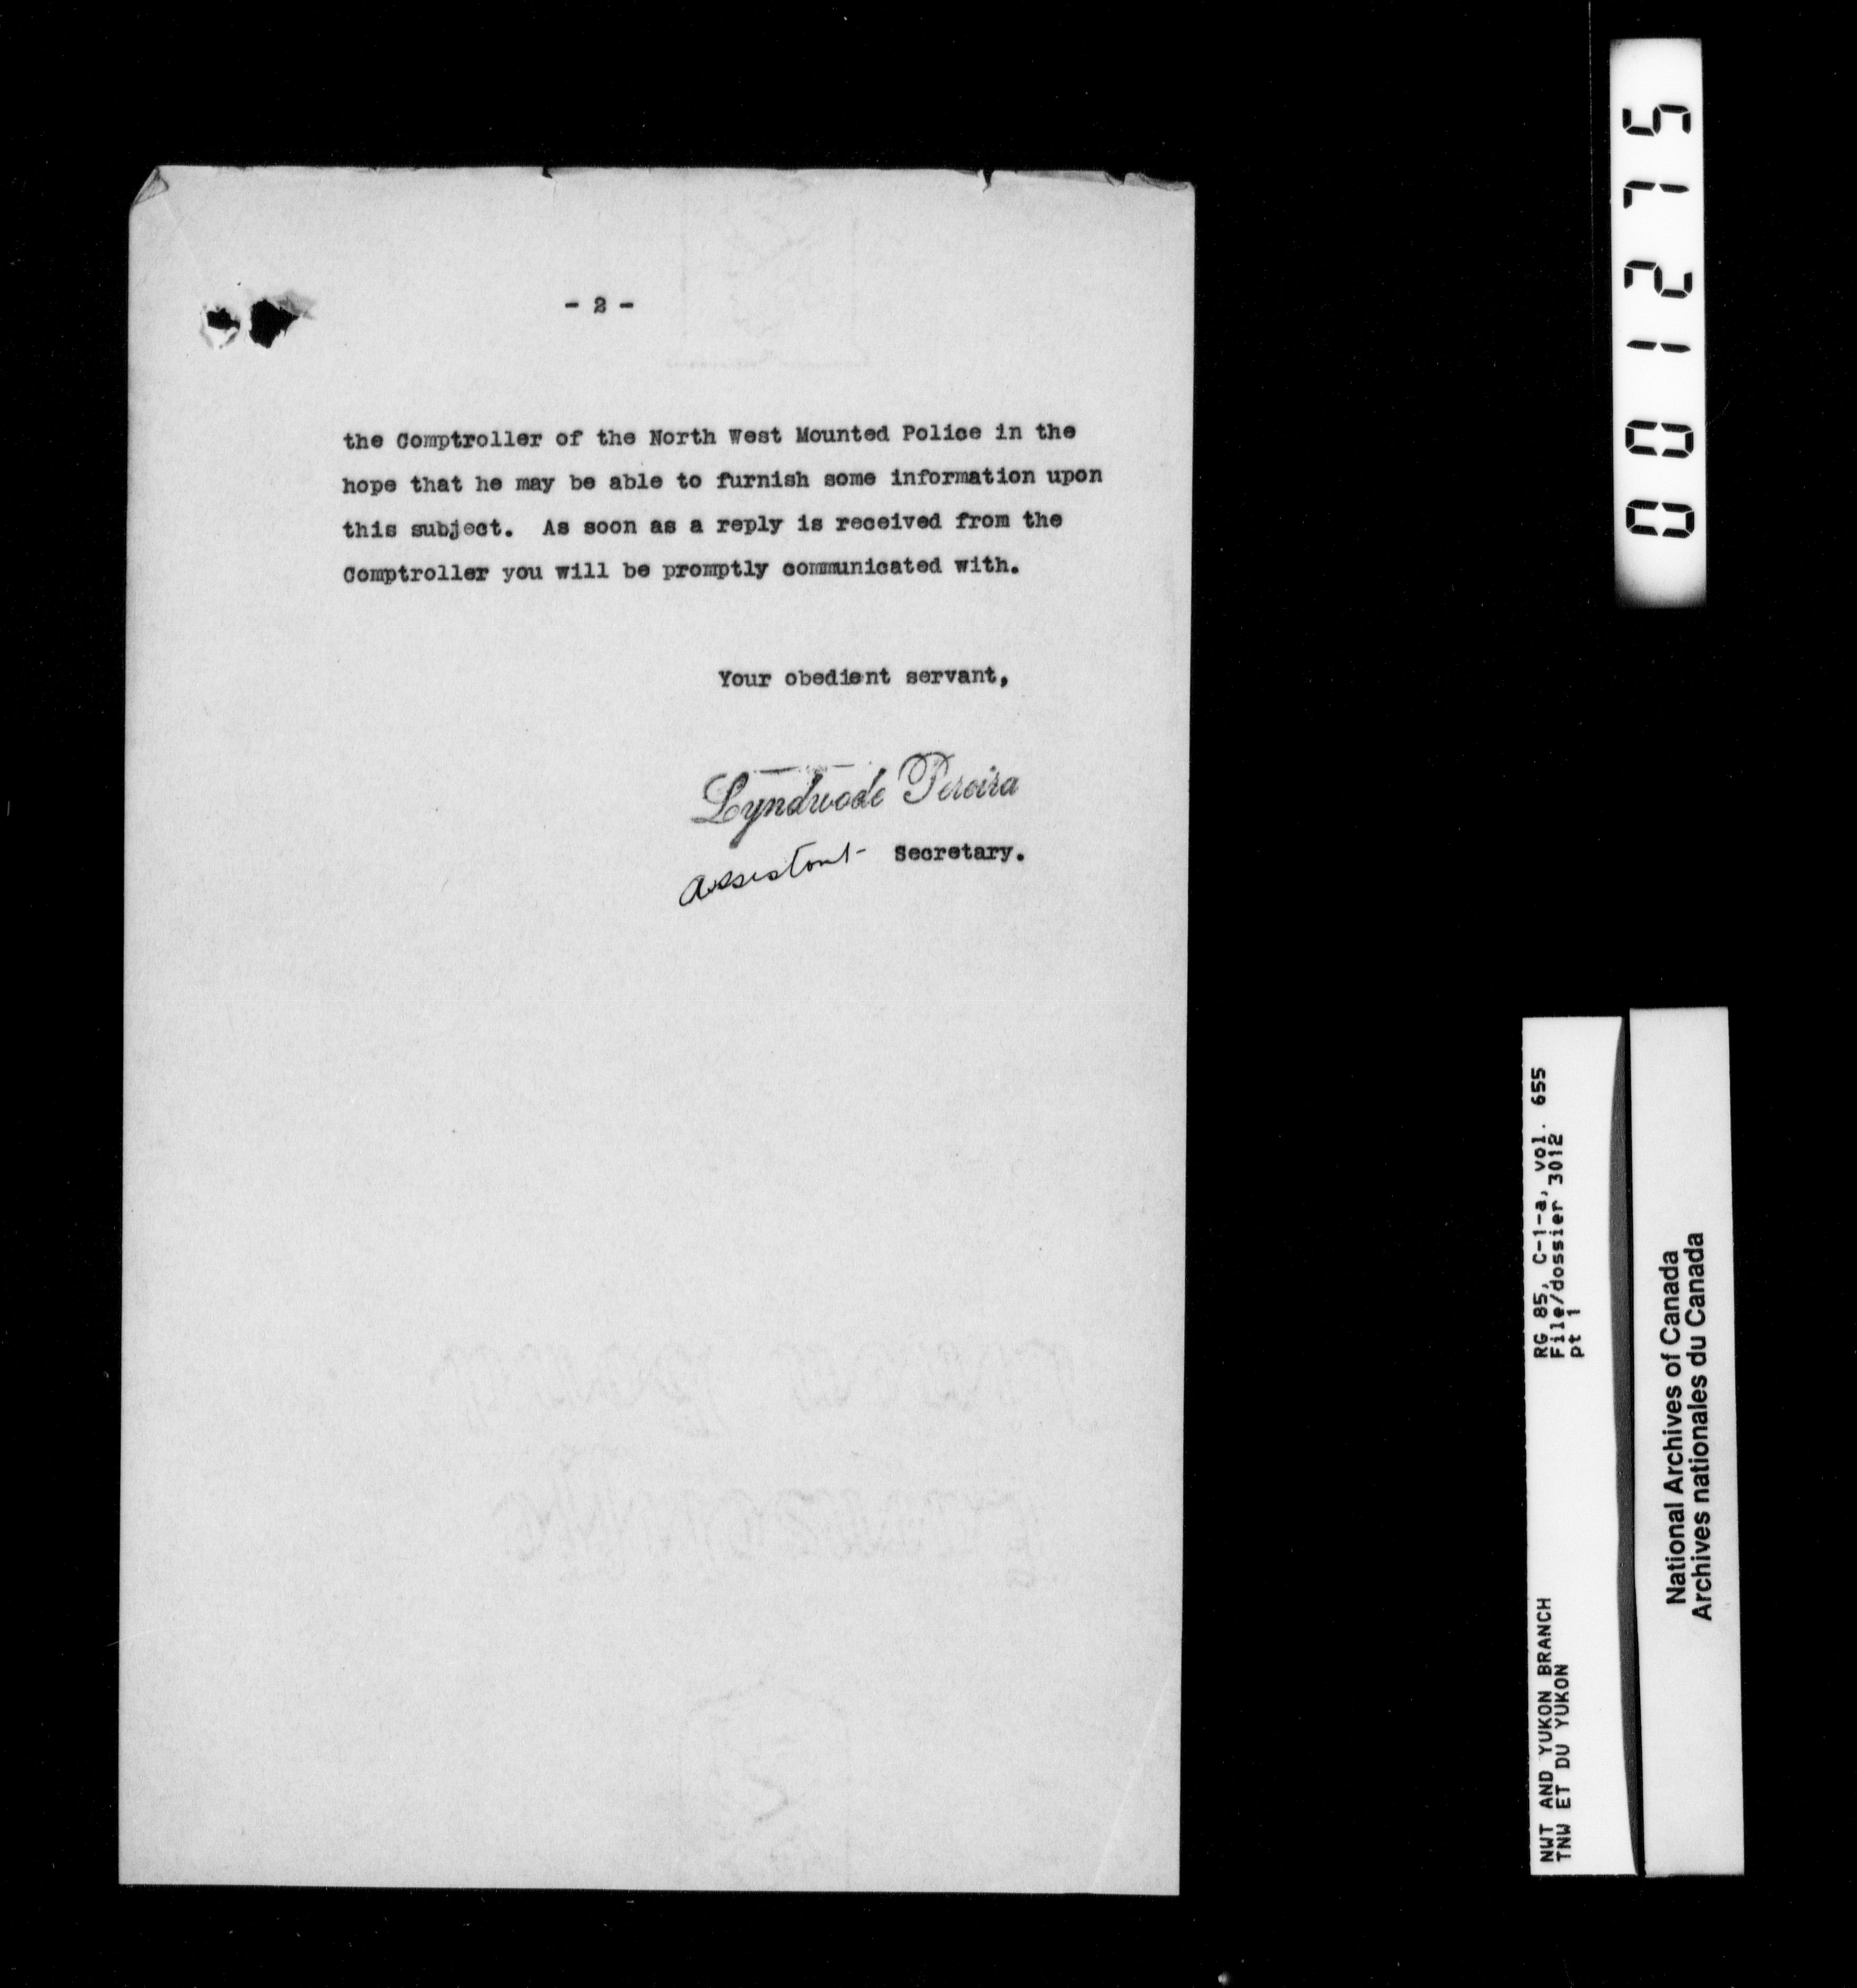 - 2 -
the Comptroller of the North West Mounted Police in the
hope that he may be able to furnish some information upon
this subject. As soon as a reply is received from the
Comptroller you will be promptly communicated with.
Your obedient servant,
Lyndwode Pereira
Assistant Secretary.
001275
RG 85, C-1-a, vol. 655
File/dossier 3012
pt 1
NWT AND YUKON BRANCH
TNW ET DU YUKON
National Archives of Canada
Archives nationales du Canada